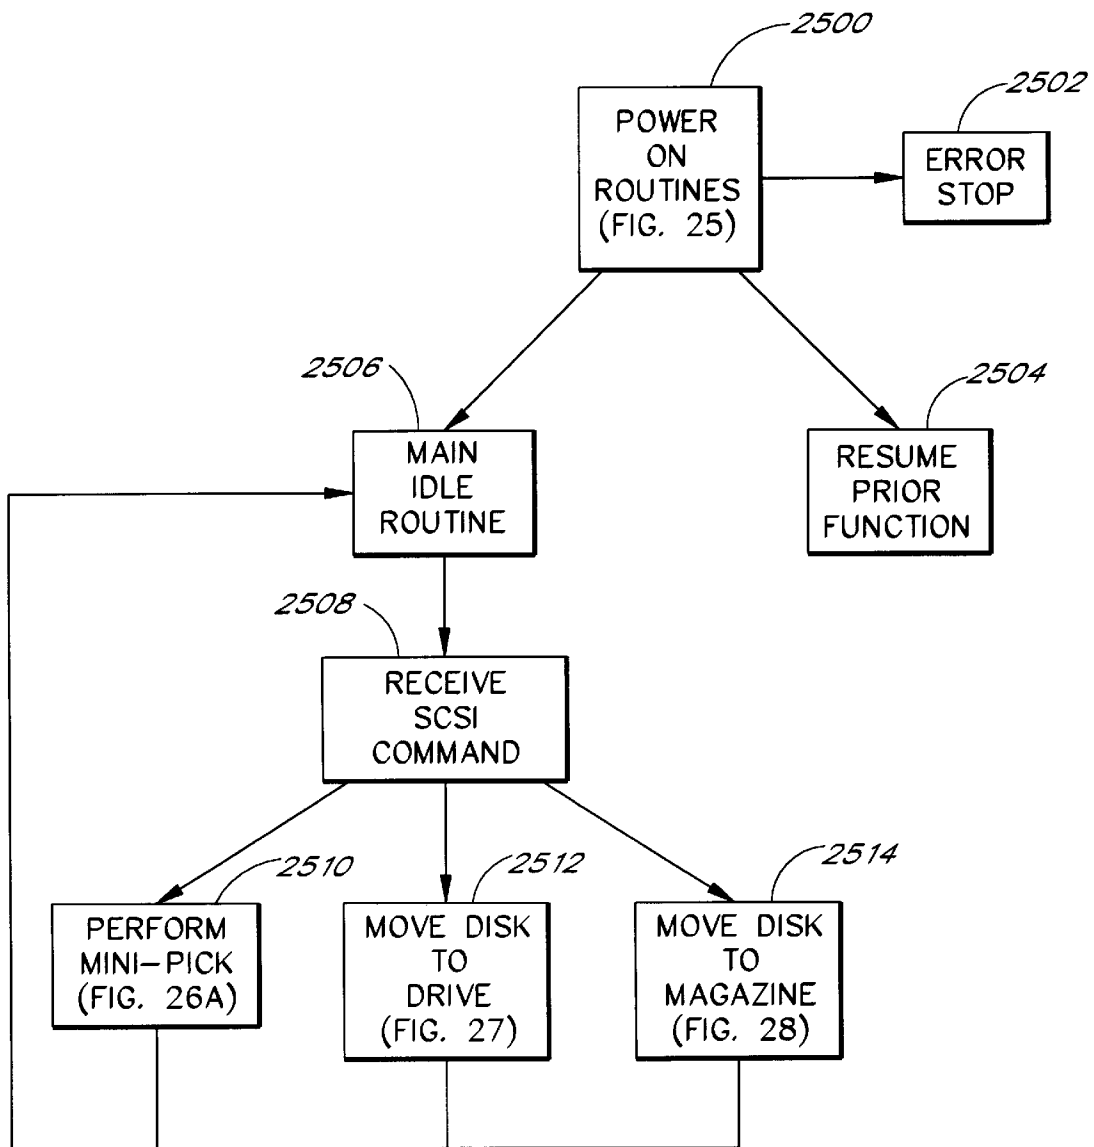 2500
POWER
ON
ROUTINES
(FIG. 25)
2502
ERROR
STOP
2506
MAIN
IDLE
ROUTINE
2504
RESUME
PRIOR
FUNCTION
2508
RECEIVE
SCSI
COMMAND
2510
PERFORM
MINI-PICK
(FIG. 26A)
2512
MOVE DISK
TO
DRIVE
(FIG. 27)
2514
MOVE DISK
TO
MAGAZINE
(FIG. 28)